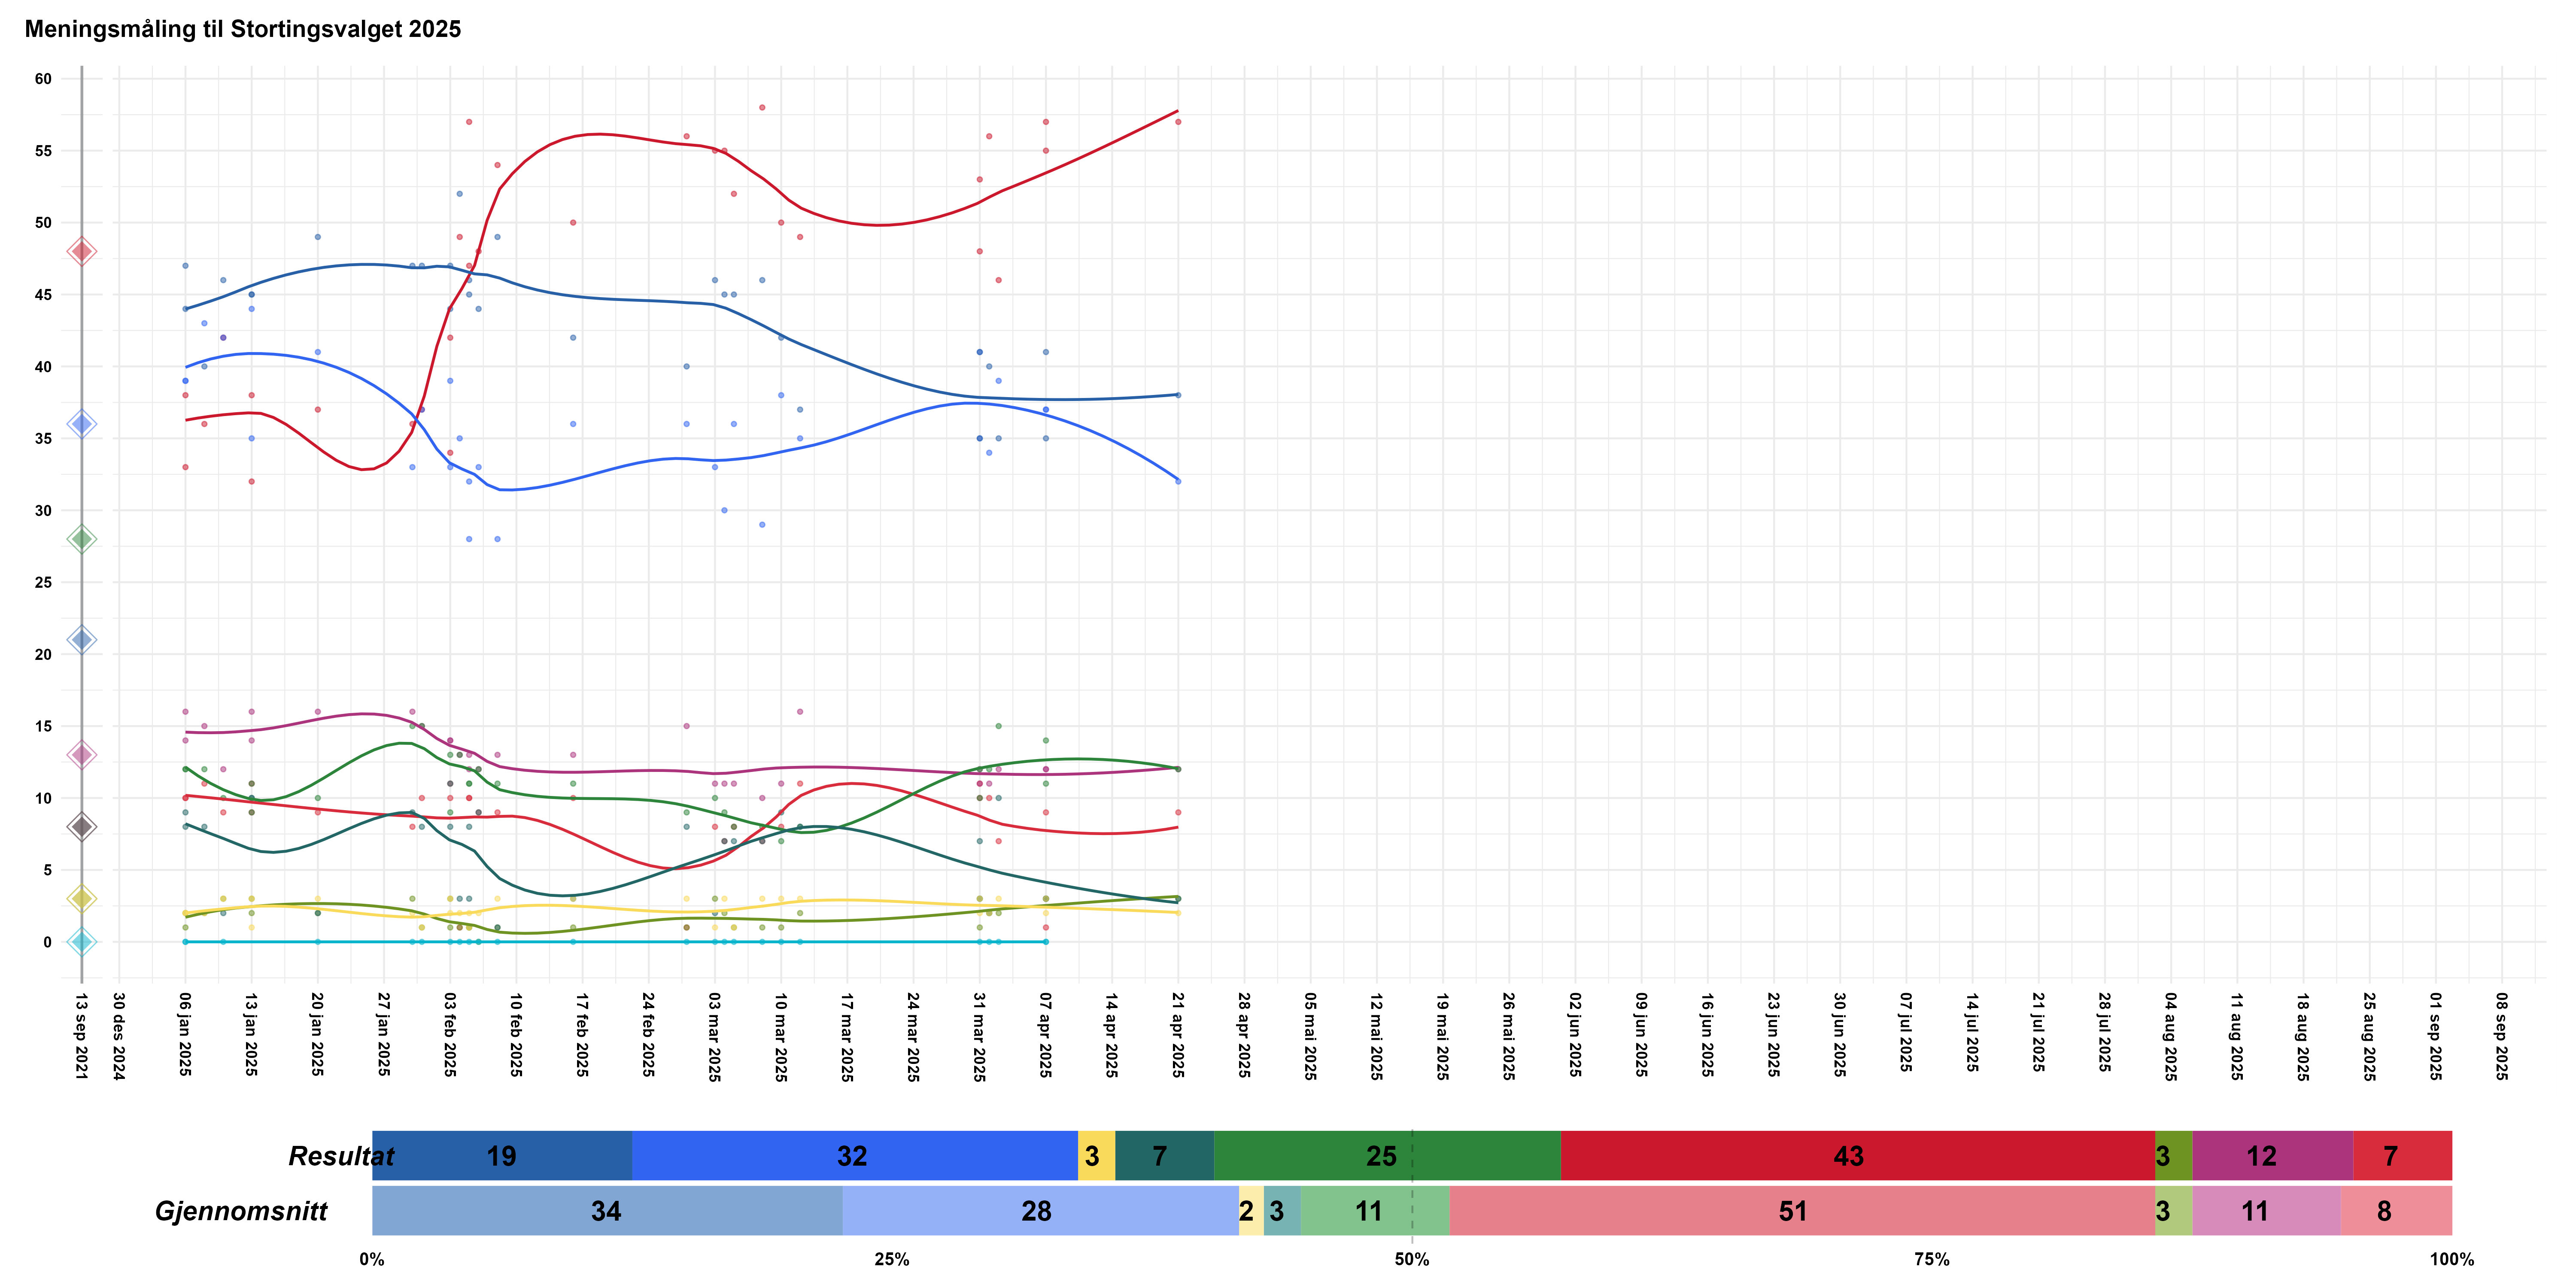 Meningsmåling til Stortingsvalget 2025
60
55
50
45
40
35
30
25
20
15
10
5
0
13 sep 2021
30 des 2024
06 jan 2025
13 jan 2025
20 jan 2025
27 jan 2025
03 feb 2025
10 feb 2025
17 feb 2025
24 feb 2025
03 mar 2025
10 mar 2025
17 mar 2025
24 mar 2025
31 mar 2025
07 apr 2025
14 apr 2025
21 apr 2025
28 apr 2025
05 mai 2025
12 mai 2025
19 mai 2025
26 mai 2025
02 jun 2025
09 jun 2025
16 jun 2025
23 jun 2025
30 jun 2025
07 jul 2025
14 jul 2025
21 jul 2025
28 jul 2025
04 aug 2025
11 aug 2025
18 aug 2025
25 aug 2025
01 sep 2025
08 sep 2025
Resultat 19 32 3 7 25 43 3 12 7
Gjennomsnitt 34 28 2 3 11 51 3 11 8
0% 25% 50% 75% 100%